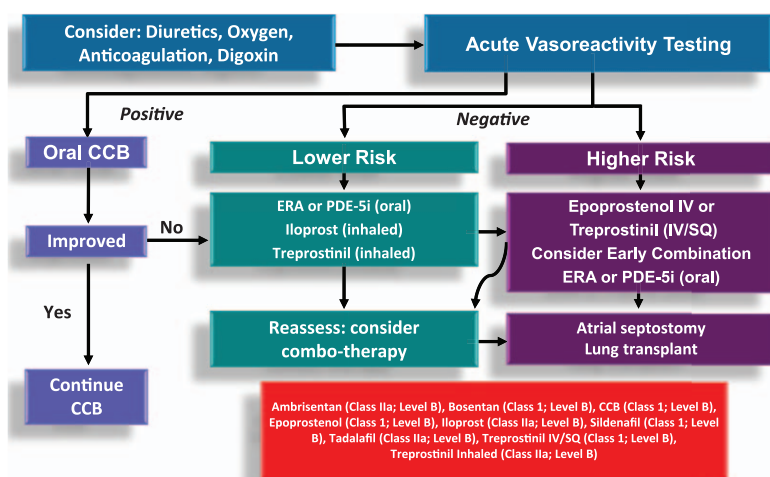 Consider: Diuretics, Oxygen,
Anticoagulation, Digoxin
Acute Vasoreactivity Testing
Positive
Negative
Oral CCB
Lower Risk
Higher Risk
Improved
No
ERA or PDE-5i (oral)
Iloprost (inhaled)
Treprostinil (inhaled)
Epoprostenol IV or
Treprostinil (IV/SQ)
Consider Early Combination
ERA or PDE-5i (oral)
Yes
Reassess: consider
combo-therapy
Atrial septostomy
Lung transplant
Continue
CCB
Ambrisentan (Class IIa; Level B), Bosentan (Class 1; Level B), CCB (Class 1; Level B),
Epoprostenol (Class 1; Level B), Iloprost (Class IIa; Level B), Sildenafil (Class 1; Level
B), Tadalafil (Class IIa; Level B), Treprostinil IV/SQ (Class 1; Level B),
Treprostinil Inhaled (Class IIa; Level B)